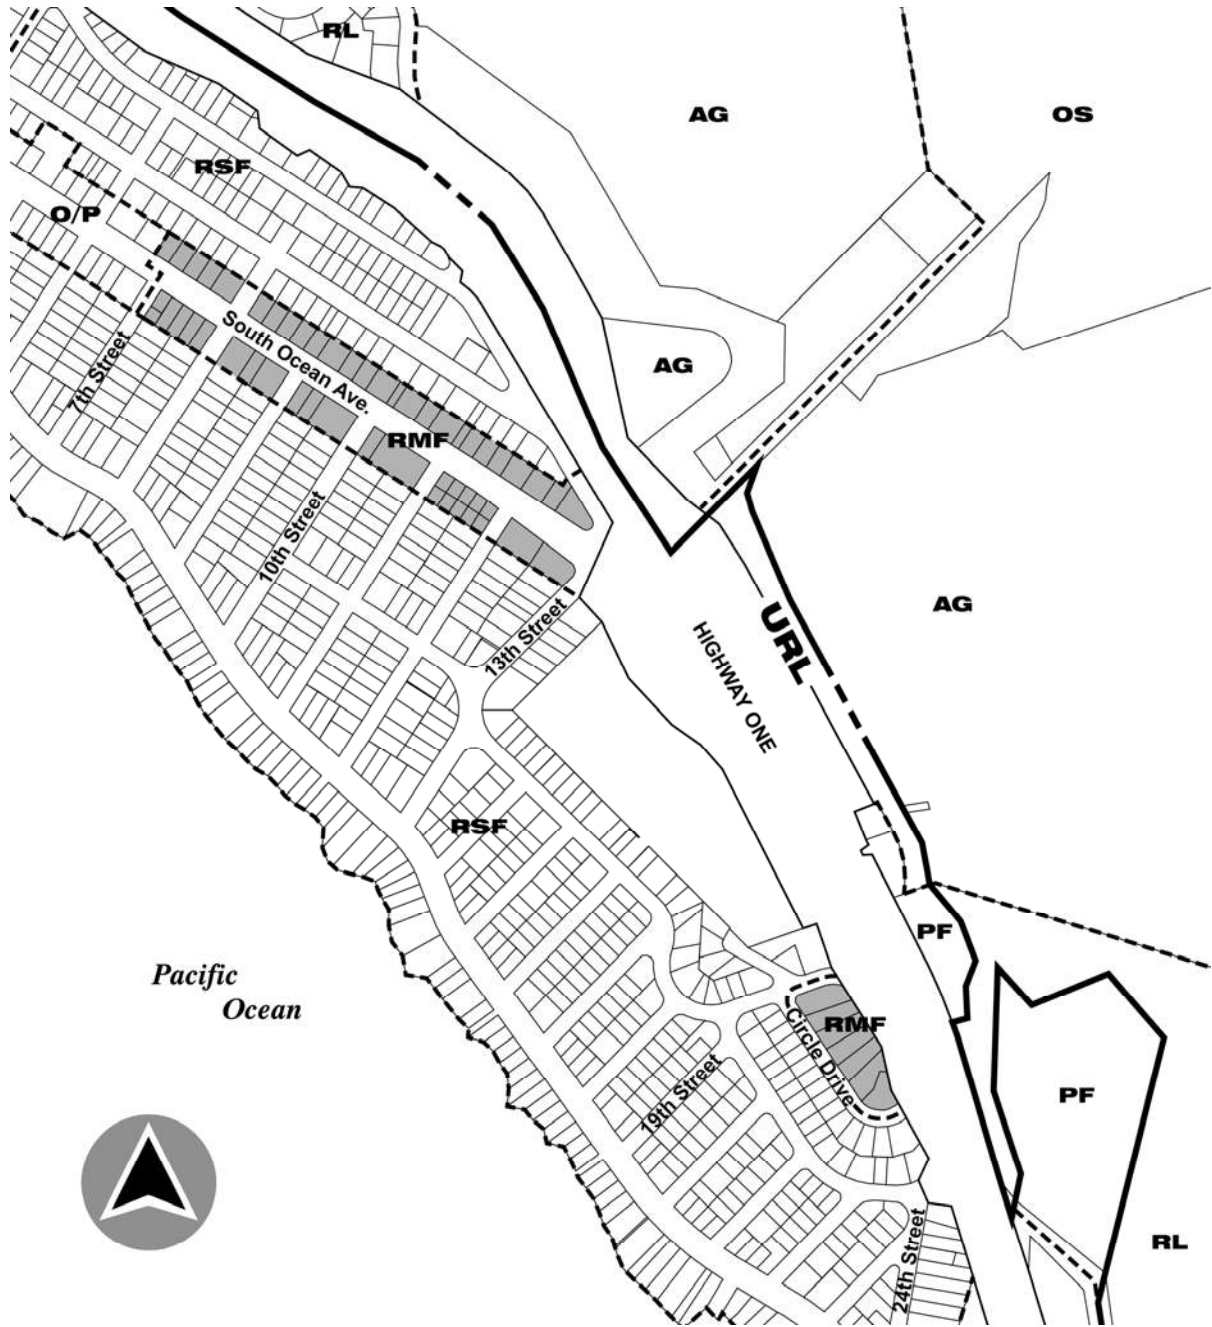 RL
AG
OS
RSF
O/P
South Ocean Ave.
AG
7th Street
RMF
10th Street
AG
URL
13th Street
HIGHWAY ONE
RSF
PF
Pacific
Ocean
RMF
Circle Drive
19th Street
PF
24th Street
RL